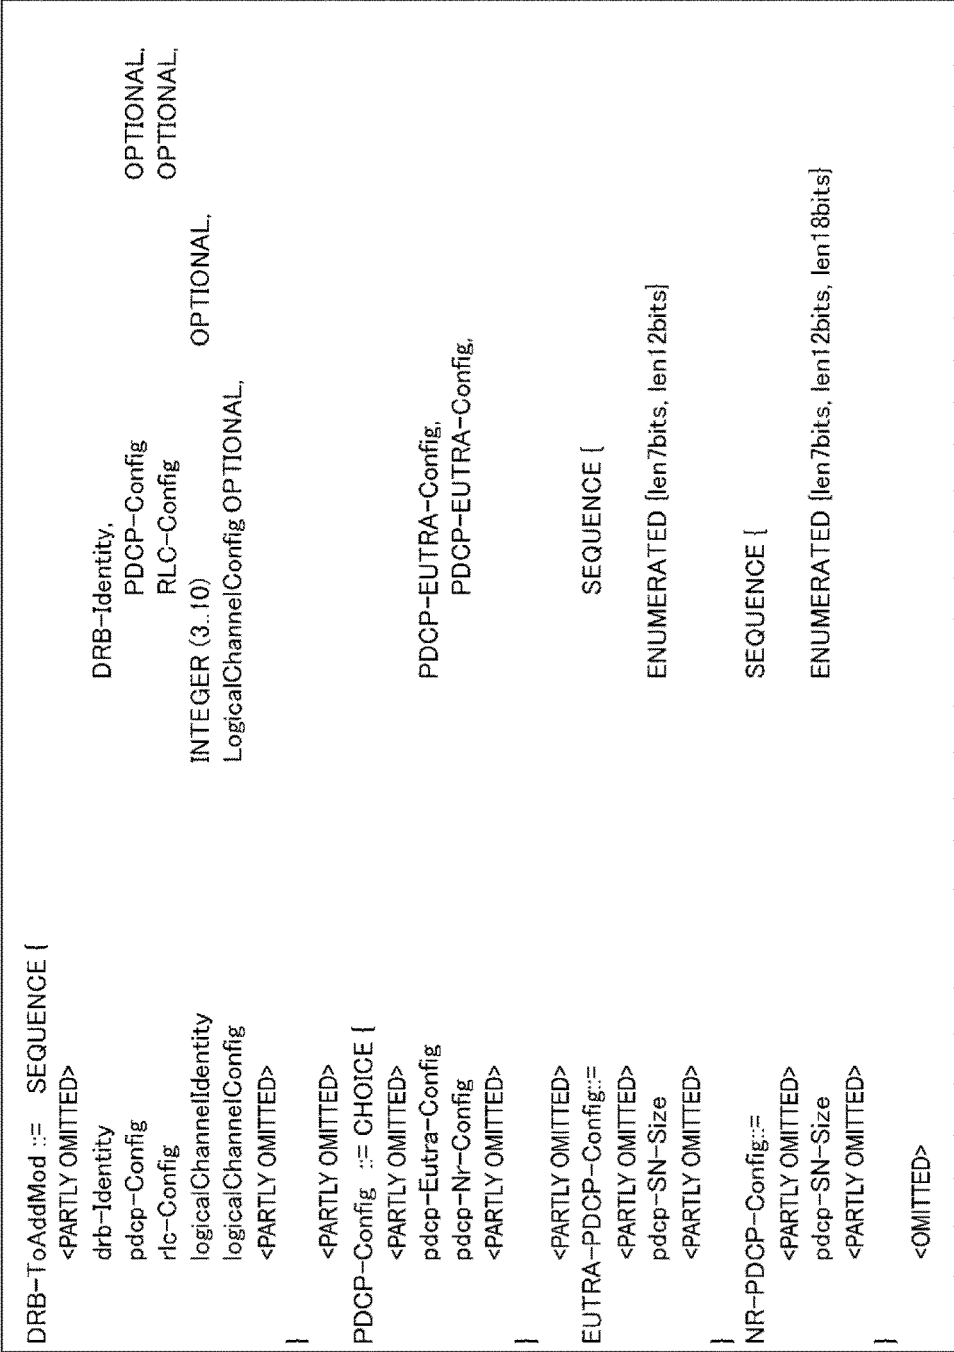 DRB-ToAddMod ::= SEQUENCE {
<PARTLY OMITTED>
drb-Identity DRB-Identity,
pdcp-Config PDCP-Config OPTIONAL,
rlc-Config RLC-Config OPTIONAL,
logicalChannelIdentity INTEGER (3..10) OPTIONAL,
logicalChannelConfig LogicalChannelConfig OPTIONAL,
<PARTLY OMITTED>
}
<PARTLY OMITTED>
PDCP-Config ::= CHOICE {
<PARTLY OMITTED>
pdcp-Eutra-Config PDCP-EUTRA-Config,
pdcp-Nr-Config PDCP-EUTRA-Config,
<PARTLY OMITTED>
}
<PARTLY OMITTED>
EUTRA-PDCP-Config::= SEQUENCE {
<PARTLY OMITTED>
pdcp-SN-Size ENUMERATED {len7bits, len12bits}
<PARTLY OMITTED>
}
NR-PDCP-Config::= SEQUENCE {
<PARTLY OMITTED>
pdcp-SN-Size ENUMERATED {len7bits, len12bits, len18bits}
<PARTLY OMITTED>
}
<OMITTED>